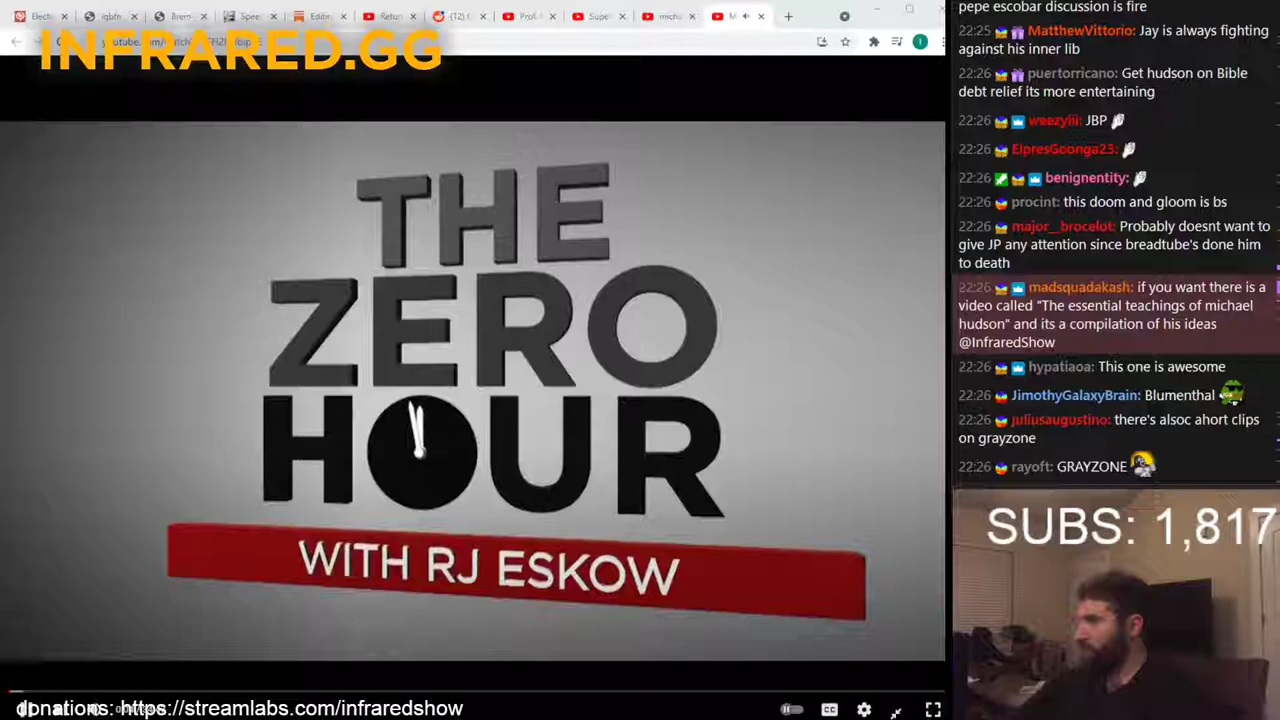 Edit
Retur
Prof.
Super
michu
INFRARED.GG
THE
ZERO
HOUR
WITH RJ ESKOW
donations: https://streamlabs.com/infraredshow
pepe escobar discussion is fire
22:25 MatthewVittorio: Jay is always fighting
against his inner lib
22:26 puertorricano: Get hudson on Bible
debt relief its more entertaining
22:26 weezyiii: JBP
22:26 ElpresGoonga23:
22:26 benignentity:
22:26 procint: this doom and gloom is bs
22:26 major__brocelot: Probably doesnt want to
give JP any attention since breadtube's done him
to death
22:26 madsquadakash: if you want there is a
video called "The essential teachings of michael
hudson" and its a compilation of his ideas
@InfraredShow
22:26 hypatiaoa: This one is awesome
22:26 JimothyGalaxyBrain: Blumenthal
22:26 juliusaugustino: there's alsoc ahort clips
on grayzone
22:26 rayoft: GRAYZONE
SUBS: 1,817